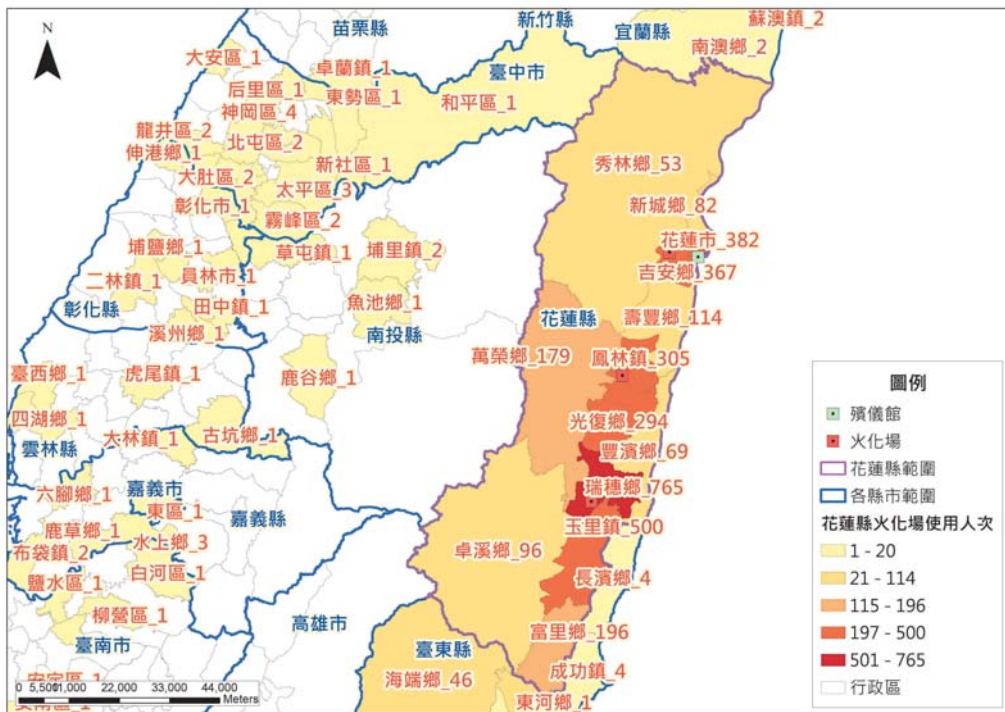 N
苗栗縣
新竹縣
宜蘭縣
蘇澳鎮_2
南澳鄉_2
大安區_1
卓蘭鎮_1
臺中市
后里區_1
東勢區_1
和平區_1
神岡區_4
龍井區_2
北屯區_2
伸港鄉_1
新社區_1
秀林鄉_53
大肚區_2
太平區_3
彰化市_1
新城鄉_82
霧峰區_2
花蓮市_382
埔鹽鄉_1
草屯鎮_1
埔里鎮_2
吉安鄉_367
二林鎮_1
員林市_1
魚池鄉_1
彰化縣
田中鎮_1
花蓮縣
壽豐鄉_114
溪州鄉_1
南投縣
萬榮鄉_179
鳳林鎮_305
臺西鄉_1
虎尾鎮_1
鹿谷鄉_1
四湖鄉_1
光復鄉_294
大林鎮_1
古坑鄉_1
雲林縣
豐濱鄉_69
六腳鄉_1
嘉義市
瑞穗鄉_765
東區_1
嘉義縣
鹿草鄉_1
玉里鎮_500
布袋鎮_2
水上鄉_3
卓溪鄉_96
鹽水區_1
白河區_1
長濱鄉_4
柳營區_1
高雄市
富里鄉_196
臺南市
臺東縣
成功鎮_4
海端鄉_46
東河鄉_1
安定區_1
0 5,500 11,000 22,000 33,000 44,000
Meters
圖例
殯儀館
火化場
花蓮縣範圍
各縣市範圍
花蓮縣火化場使用人次
1 - 20
21 - 114
115 - 196
197 - 500
501 - 765
行政區